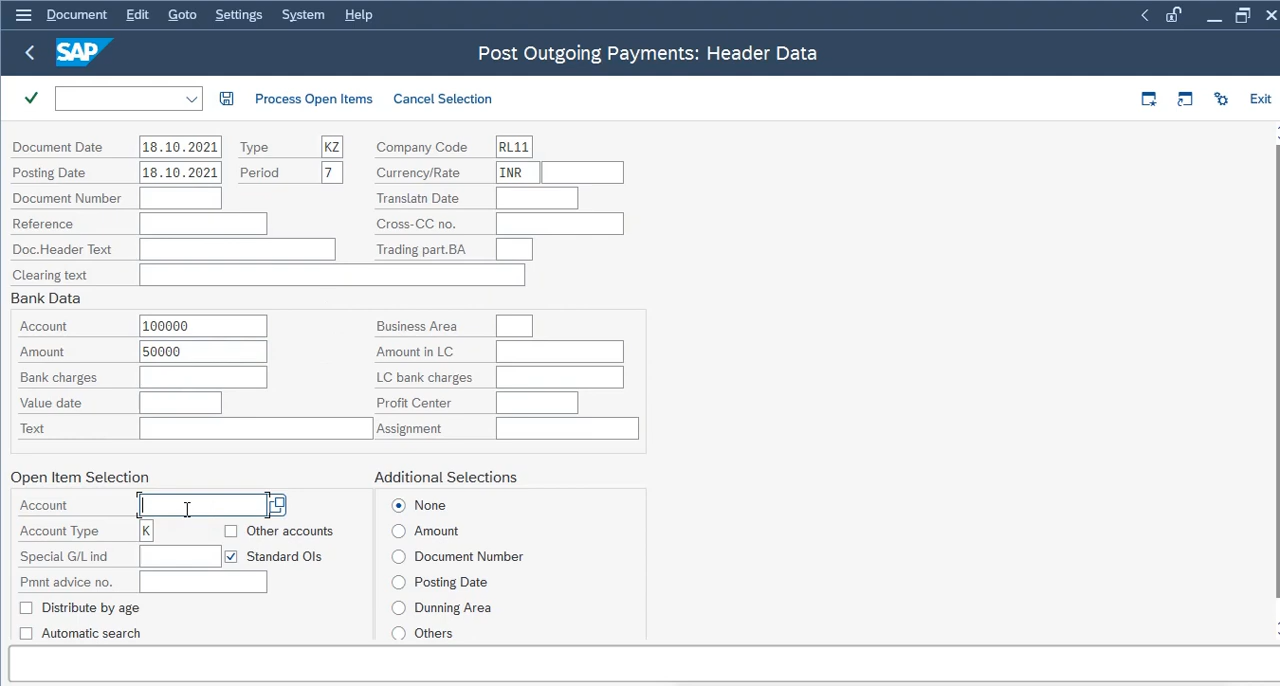 Document Edit Goto Settings System Help
SAP Post Outgoing Payments: Header Data
Process Open Items Cancel Selection Exit
Document Date 18.10.2021 Type KZ Company Code RL11
Posting Date 18.10.2021 Period 7 Currency/Rate INR
Document Number Translatn Date
Reference Cross-CC no.
Doc.Header Text Trading part.BA
Clearing text
Bank Data
Account 100000 Business Area
Amount 50000 Amount in LC
Bank charges LC bank charges
Value date Profit Center
Text Assignment
Open Item Selection Additional Selections
Account None
Account Type K Other accounts Amount
Special G/L ind Standard OIs Document Number
Pmnt advice no. Posting Date
Distribute by age Dunning Area
Automatic search Others